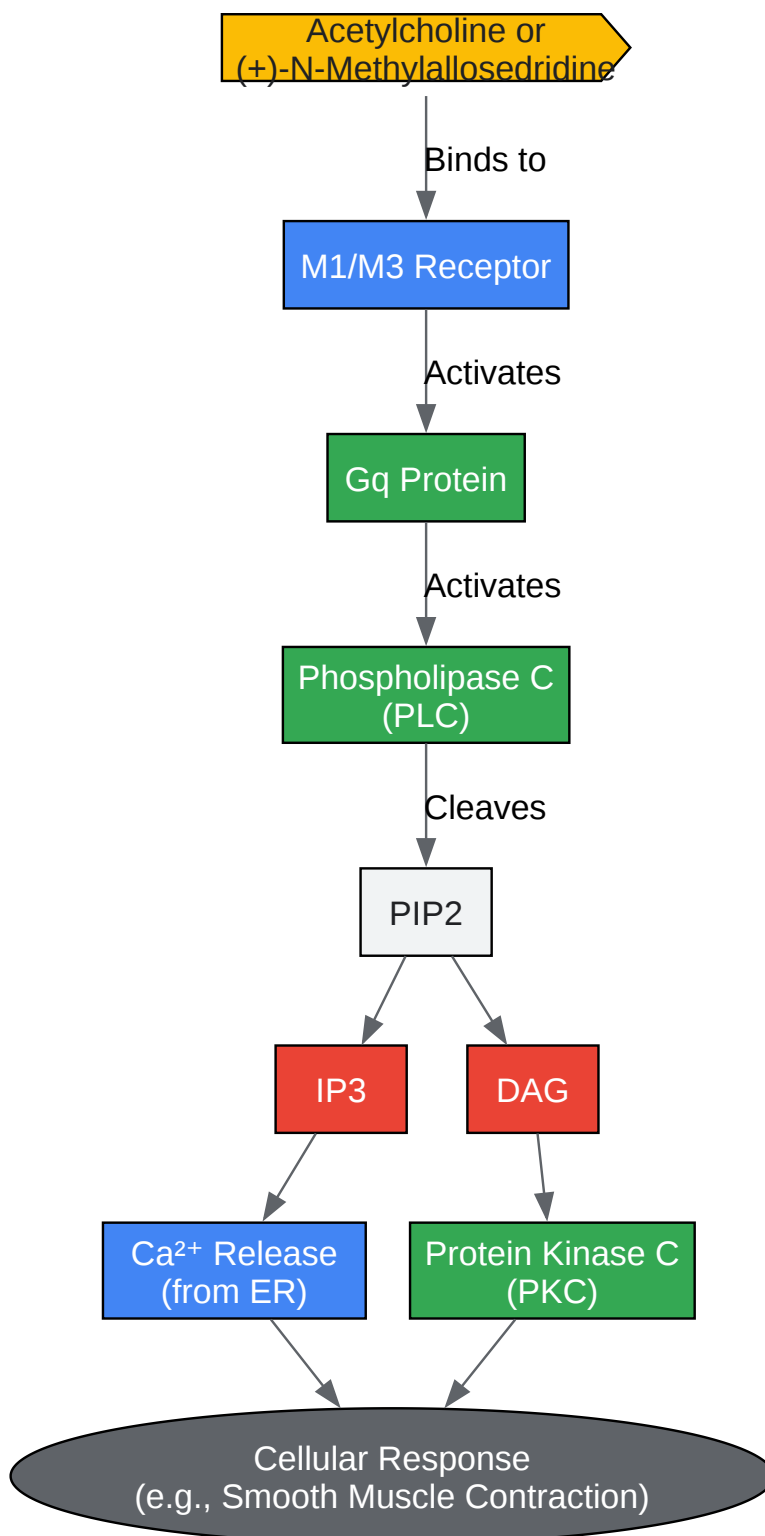 Acetylcholine or
(+)-N-Methylallosedridine
Binds to
M1/M3 Receptor
Activates
Gq Protein
Activates
Phospholipase C
(PLC)
Cleaves
PIP2
IP3
DAG
Ca²⁺ Release
(from ER)
Protein Kinase C
(PKC)
Cellular Response
(e.g., Smooth Muscle Contraction)